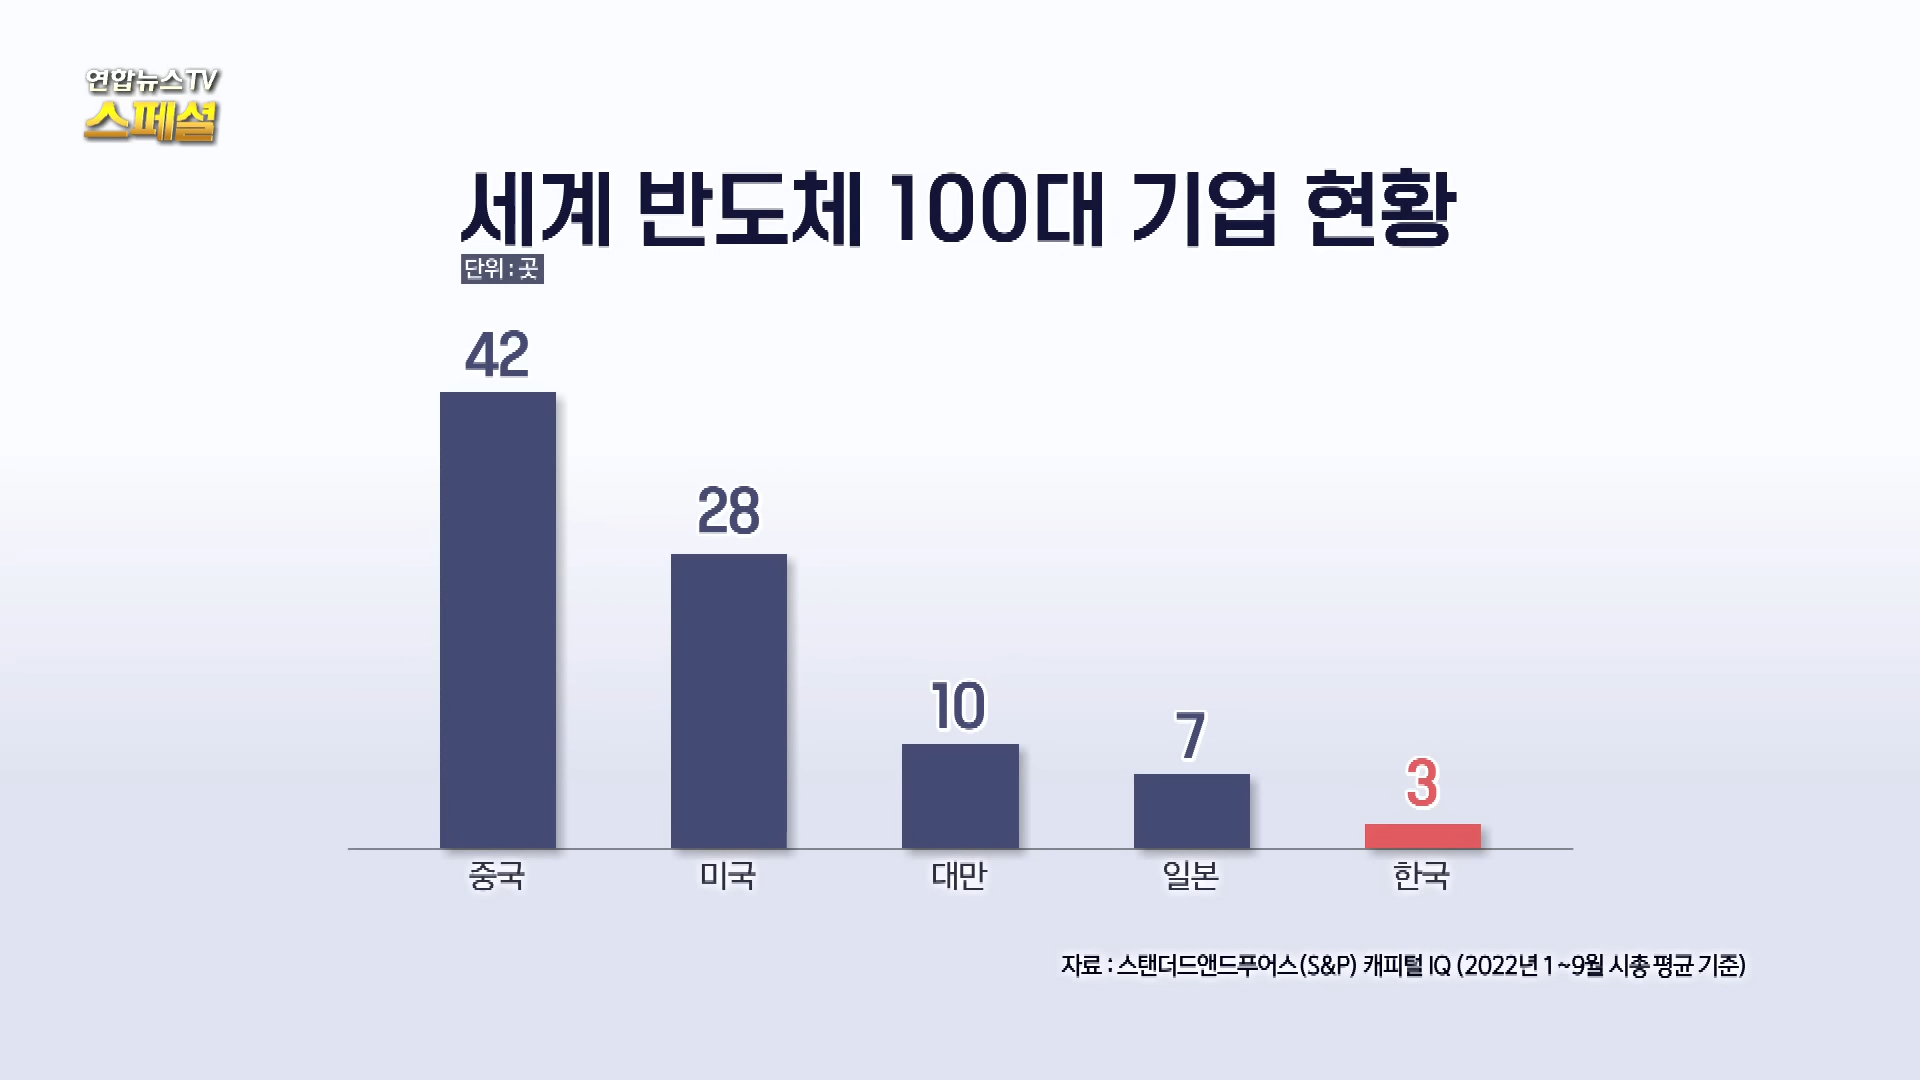 연합뉴스TV
스페셜
세계 반도체 100대 기업 현황
단위 : 곳
42
28
10
7
3
중국
미국
대만
일본
한국
자료 : 스탠더드앤드푸어스(S&P) 캐피털 IQ (2022년 1~9월 시총 평균 기준)